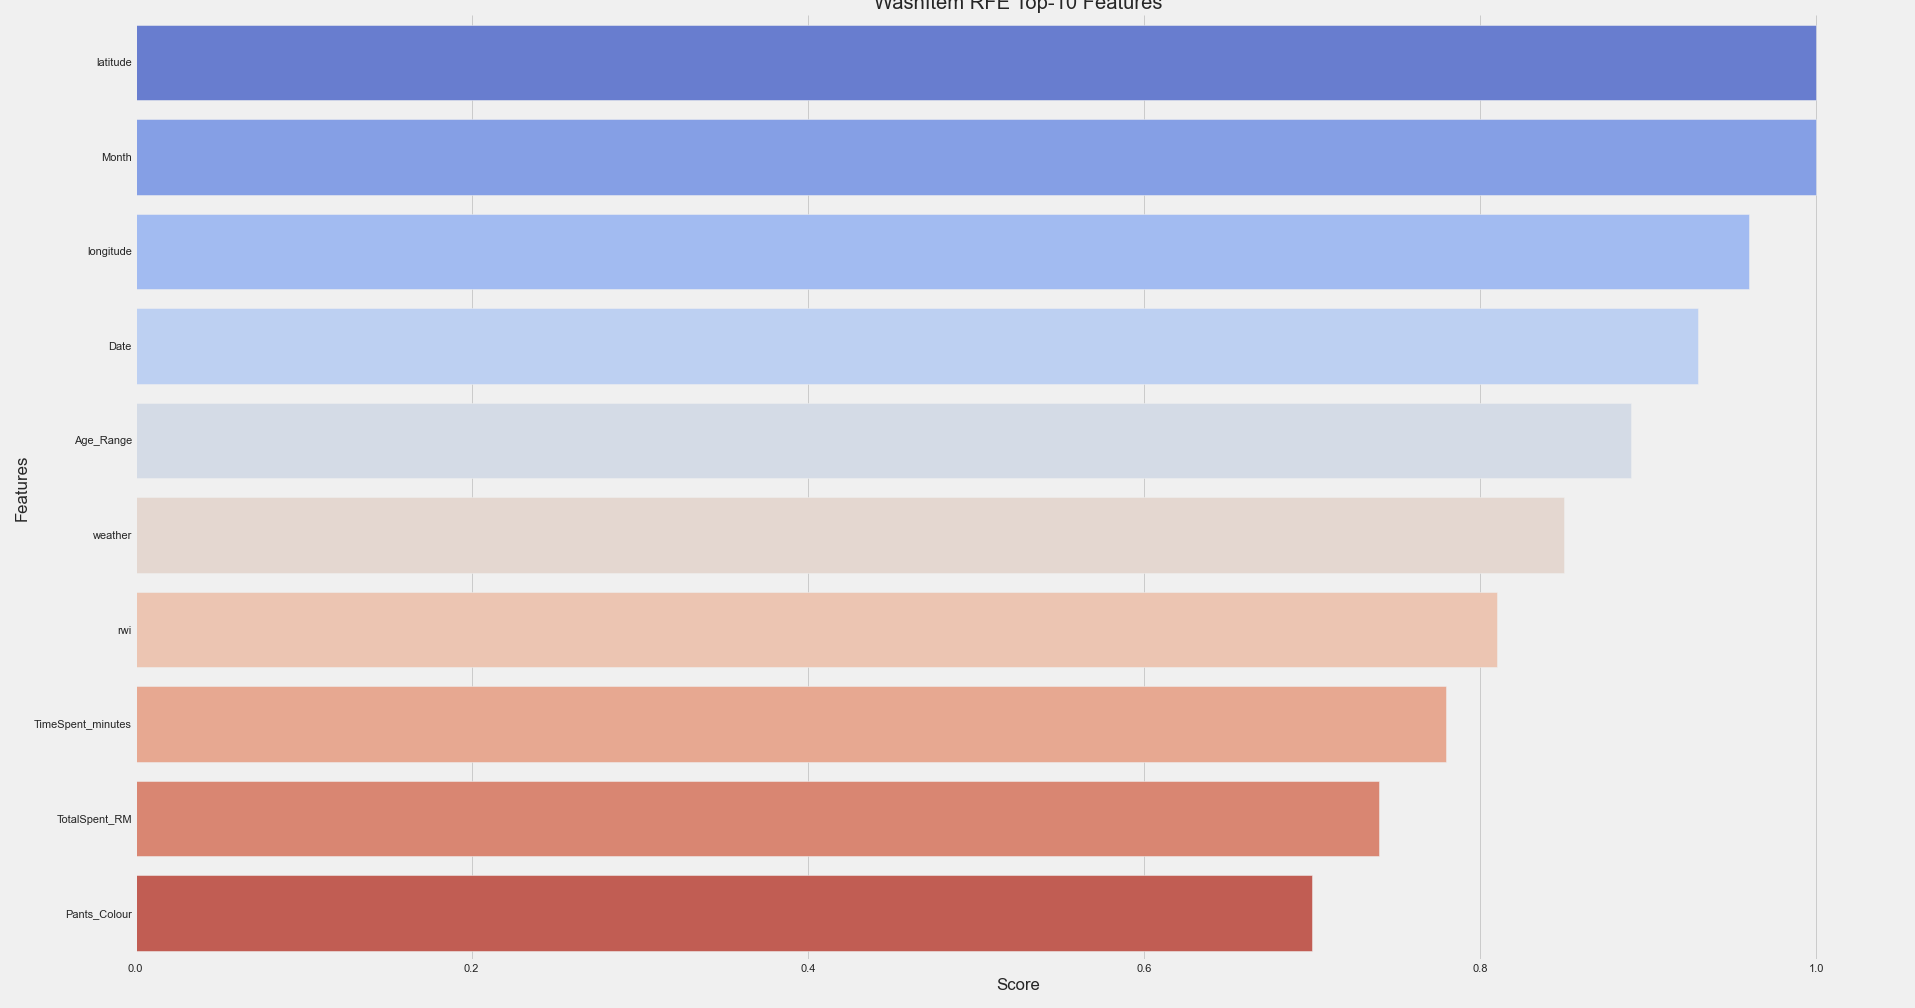 WashItem RFE Top-10 Features
latitude
Month
longitude
Date
Age_Range
weather
rwi
TimeSpent_minutes
TotalSpent_RM
Pants_Colour
Features
0.0 0.2 0.4 0.6 0.8 1.0
Score